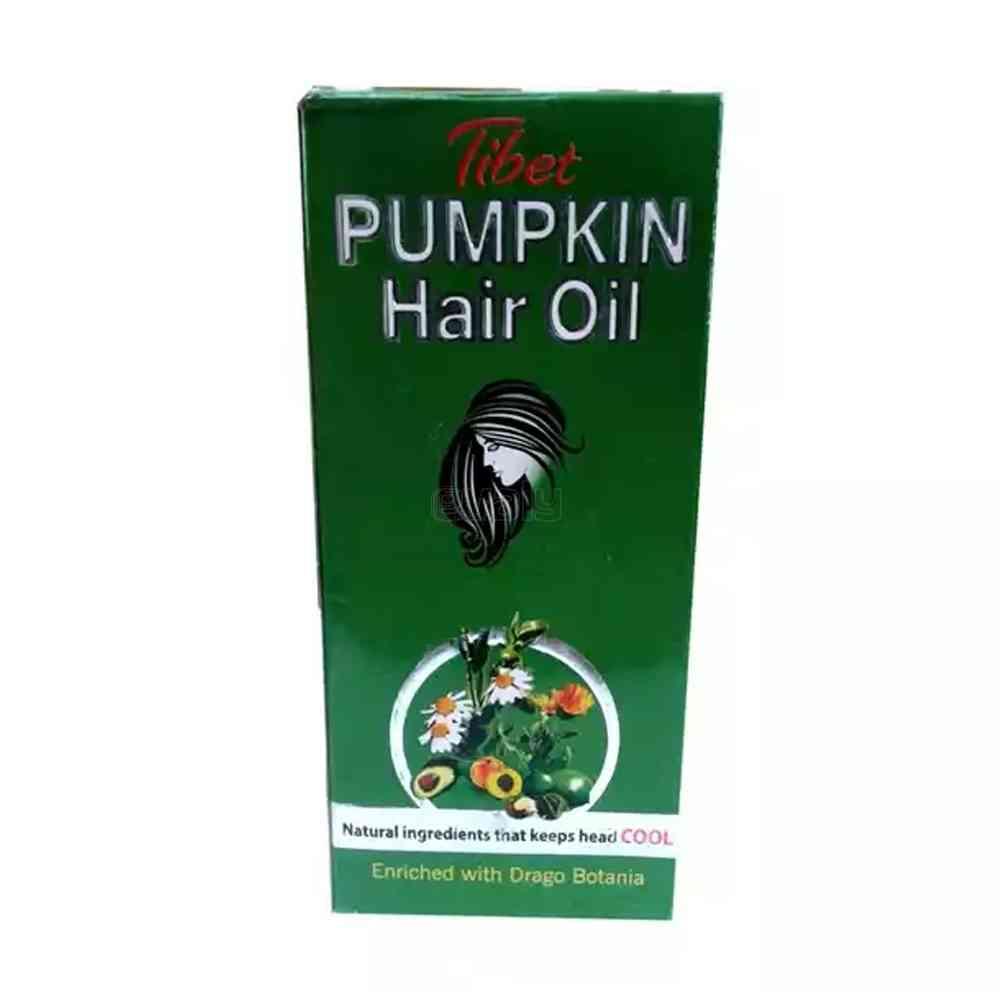 Tibet
PUMPKIN
Hair Oil
Natural ingredients that keeps head COOL
Enriched with Drago Botania